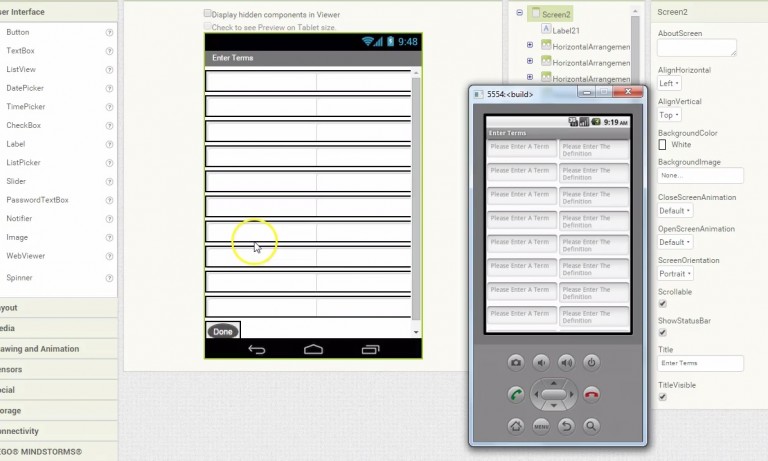 ser Interface
Button
TextBox
ListView
DatePicker
TimePicker
CheckBox
Label
ListPicker
Slider
PasswordTextBox
Notifier
Image
WebViewer
Spinner
ayout
edia
rawing and Animation
ensors
ocial
torage
onnectivity
EGO® MINDSTORMS®
Display hidden components in Viewer
Check to see Preview on Tablet size.
9:48
Enter Terms
Done
Screen2
Label21
HorizontalArrangemen
HorizontalArrangemen
HorizontalArrangemen
5554:<build>
9:19 AM
Enter Terms
Please Enter A Term Please Enter The Definition
Please Enter A Term Please Enter The Definition
Please Enter A Term Please Enter The Definition
Please Enter A Term Please Enter The Definition
Please Enter A Term Please Enter The Definition
Please Enter A Term Please Enter The Definition
Please Enter A Term Please Enter The Definition
Please Enter A Term Please Enter The Definition
MENU
Screen2
AboutScreen
AlignHorizontal
Left
AlignVertical
Top
BackgroundColor
White
BackgroundImage
None...
CloseScreenAnimation
Default
OpenScreenAnimation
Default
ScreenOrientation
Portrait
Scrollable
ShowStatusBar
Title
Enter Terms
TitleVisible